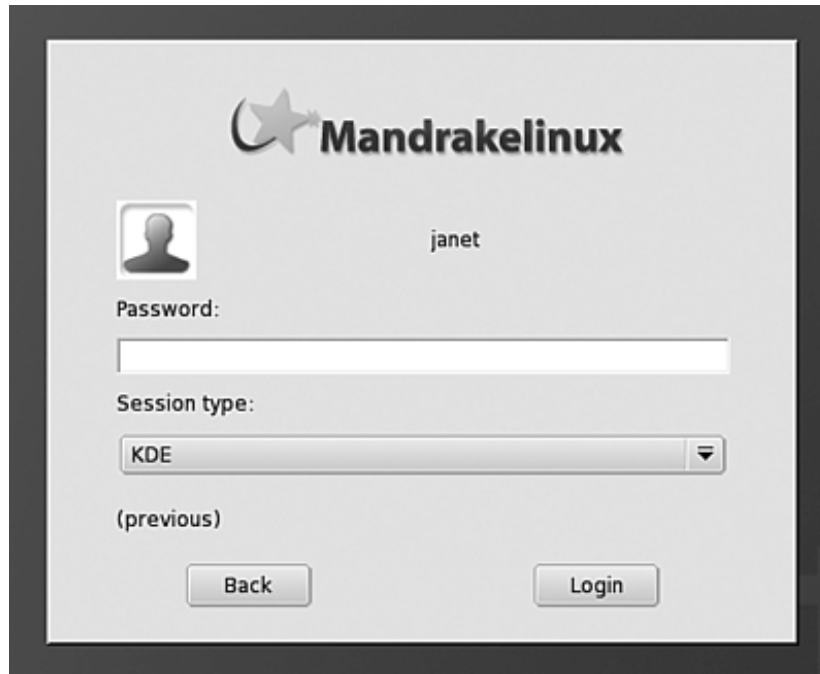 Mandrakelinux
janet
Password:
Session type:
KDE
(previous)
Back Login